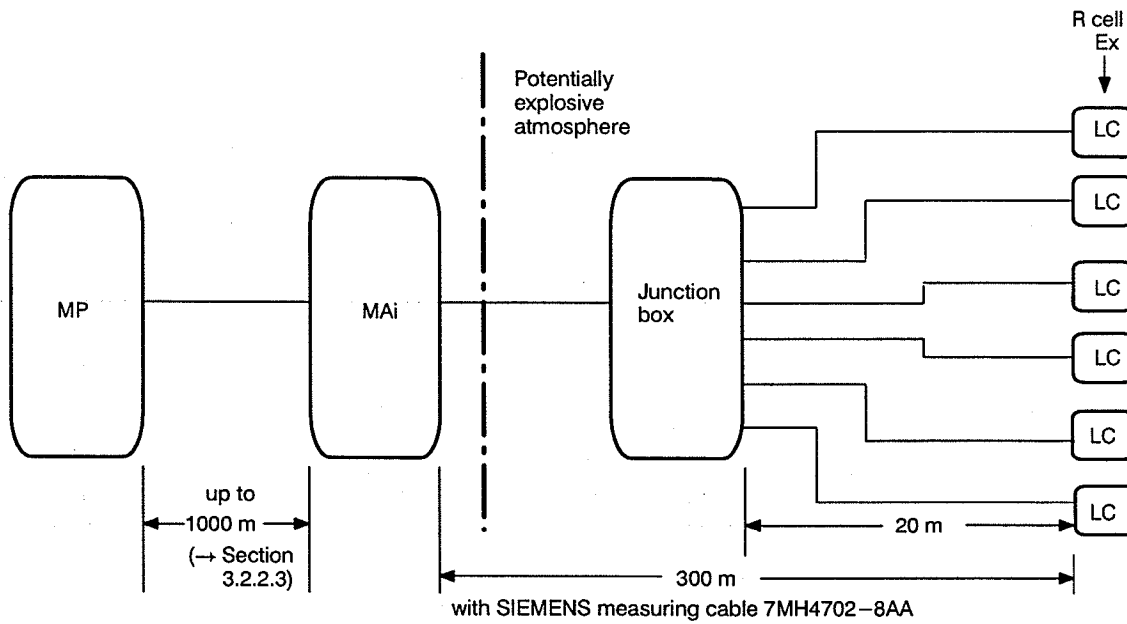 R cell
Ex
Potentially
explosive
atmosphere
LC
LC
LC
LC
LC
LC
MP
MAi
Junction
box
up to
1000 m
(→ Section
3.2.2.3)
20 m
300 m
with SIEMENS measuring cable 7MH4702-8AA